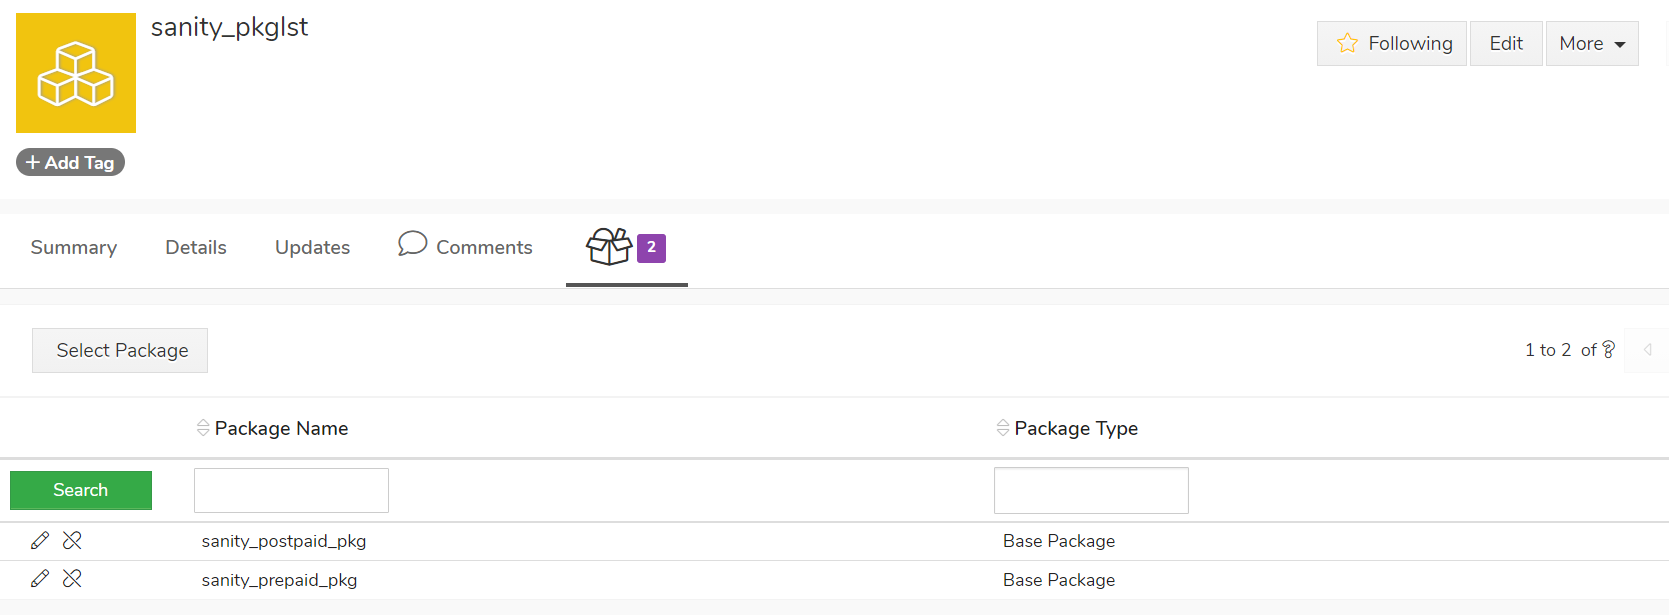 sanity_pkglst
Following
Edit
More
+ Add Tag
Summary
Details
Updates
Comments
2
Select Package
1 to 2 of ?
Package Name
Package Type
Search
sanity_postpaid_pkg
Base Package
sanity_prepaid_pkg
Base Package